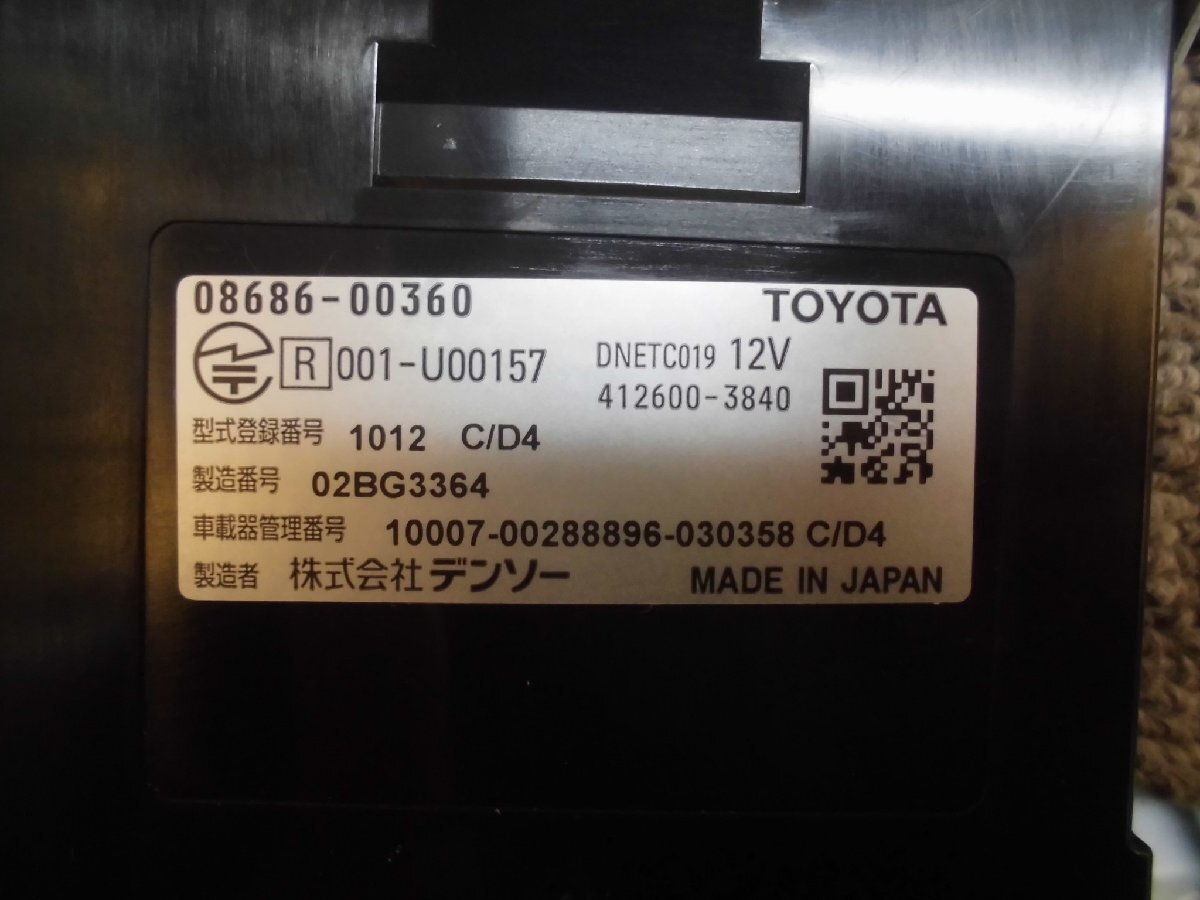 08686-00360 TOYOTA
R 001-U00157 DNETC019 12V
412600-3840
型式登録番号 1012 C/D4
製造番号 02BG3364
車載器管理番号 10007-00288896-030358 C/D4
製造者 株式会社デンソー MADE IN JAPAN